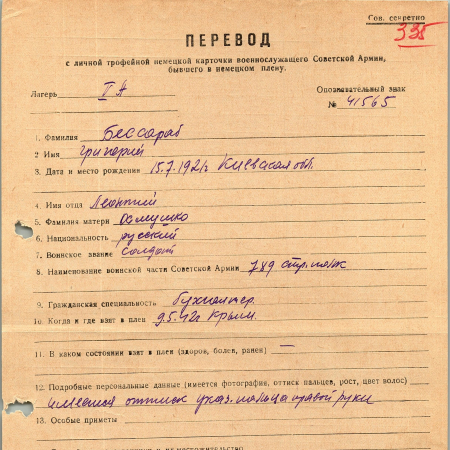 Сов. секретно
335
ПЕРЕВОД
с личной трофейной немецкой карточки военнослужащего Советской Армии,
бывшего в немецком плену.
Лагерь II А
Опознавательный знак
№ 41565
1. Фамилия Бессараб
2 Имя Григорий
3. Дата и место рождения 15.7.1921г Киевская обл.
4. Имя отца Леонтий
5. Фамилия матери
6. Национальность русский
7. Воинское звание солдат
8. Наименование воинской части Советской Армии 789 стр. полк
9. Гражданская специальность бухгалтер.
10. Когда и где взят в плен 9.5.42г Крым.
11. В каком состоянии взят в плен (здоров, болен, ранен) —
12. Подробные персональные данные (имеется фотография, оттиск пальцев, рост, цвет волос)
имеется оттиск указ. пальца правой руки
13. Особые приметы